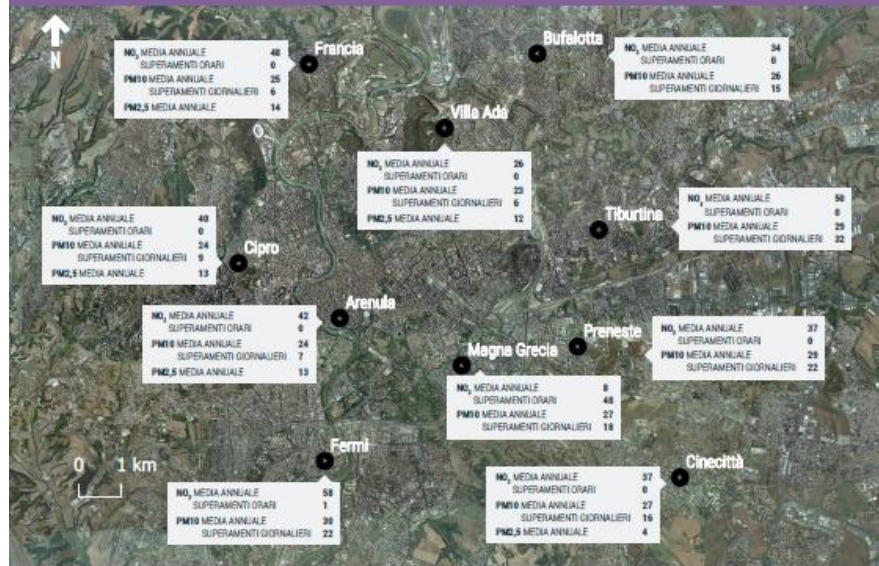 N
Francia
NO₂ MEDIA ANNUALE 48
SUPERAMENTI ORARI 0
PM10 MEDIA ANNUALE 25
SUPERAMENTI GIORNALIERI 6
PM2,5 MEDIA ANNUALE 14
Bufalotta
NO₂ MEDIA ANNUALE 34
SUPERAMENTI ORARI 0
PM10 MEDIA ANNUALE 26
SUPERAMENTI GIORNALIERI 15
Villa Ada
NO₂ MEDIA ANNUALE 26
SUPERAMENTI ORARI 0
PM10 MEDIA ANNUALE 23
SUPERAMENTI GIORNALIERI 6
PM2,5 MEDIA ANNUALE 12
Tiburtina
NO₂ MEDIA ANNUALE 50
SUPERAMENTI ORARI 0
PM10 MEDIA ANNUALE 29
SUPERAMENTI GIORNALIERI 32
Cipro
NO₂ MEDIA ANNUALE 40
SUPERAMENTI ORARI 0
PM10 MEDIA ANNUALE 24
SUPERAMENTI GIORNALIERI 9
PM2,5 MEDIA ANNUALE 13
Arenula
NO₂ MEDIA ANNUALE 42
SUPERAMENTI ORARI 0
PM10 MEDIA ANNUALE 24
SUPERAMENTI GIORNALIERI 7
PM2,5 MEDIA ANNUALE 13
Preneste
NO₂ MEDIA ANNUALE 37
SUPERAMENTI ORARI 0
PM10 MEDIA ANNUALE 29
SUPERAMENTI GIORNALIERI 22
Magna Grecia
NO₂ MEDIA ANNUALE 8
SUPERAMENTI ORARI 48
PM10 MEDIA ANNUALE 27
SUPERAMENTI GIORNALIERI 18
Fermi
NO₂ MEDIA ANNUALE 58
SUPERAMENTI ORARI 1
PM10 MEDIA ANNUALE 30
SUPERAMENTI GIORNALIERI 22
Cinecittà
NO₂ MEDIA ANNUALE 37
SUPERAMENTI ORARI 0
PM10 MEDIA ANNUALE 27
SUPERAMENTI GIORNALIERI 16
PM2,5 MEDIA ANNUALE 4
0 1 km